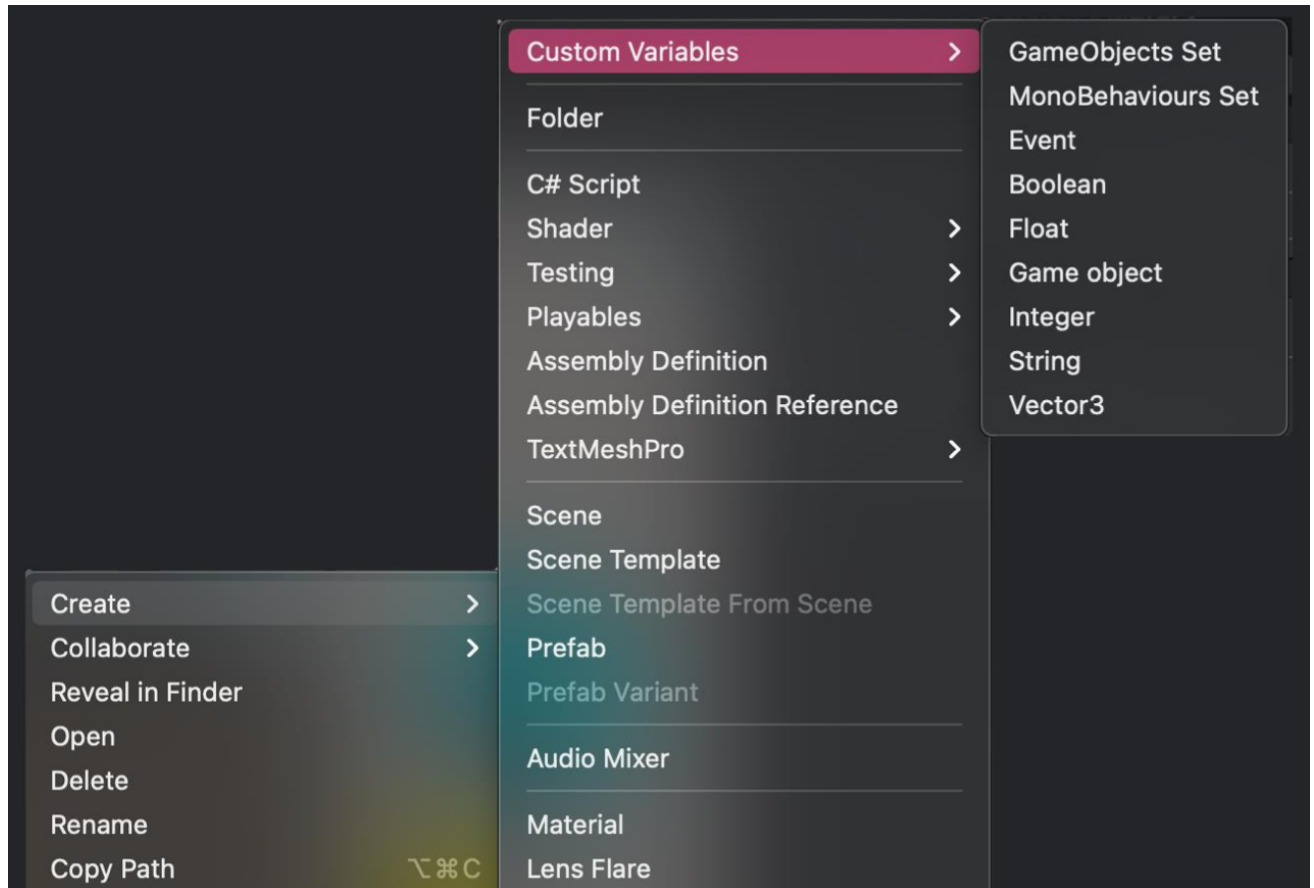 Custom Variables
Folder
C# Script
Shader
Testing
Playables
Assembly Definition
Assembly Definition Reference
TextMeshPro
Scene
Scene Template
Scene Template From Scene
Prefab
Prefab Variant
Audio Mixer
Material
Lens Flare
GameObjects Set
MonoBehaviours Set
Event
Boolean
Float
Game object
Integer
String
Vector3
Create
Collaborate
Reveal in Finder
Open
Delete
Rename
Copy Path ⌥⌘C